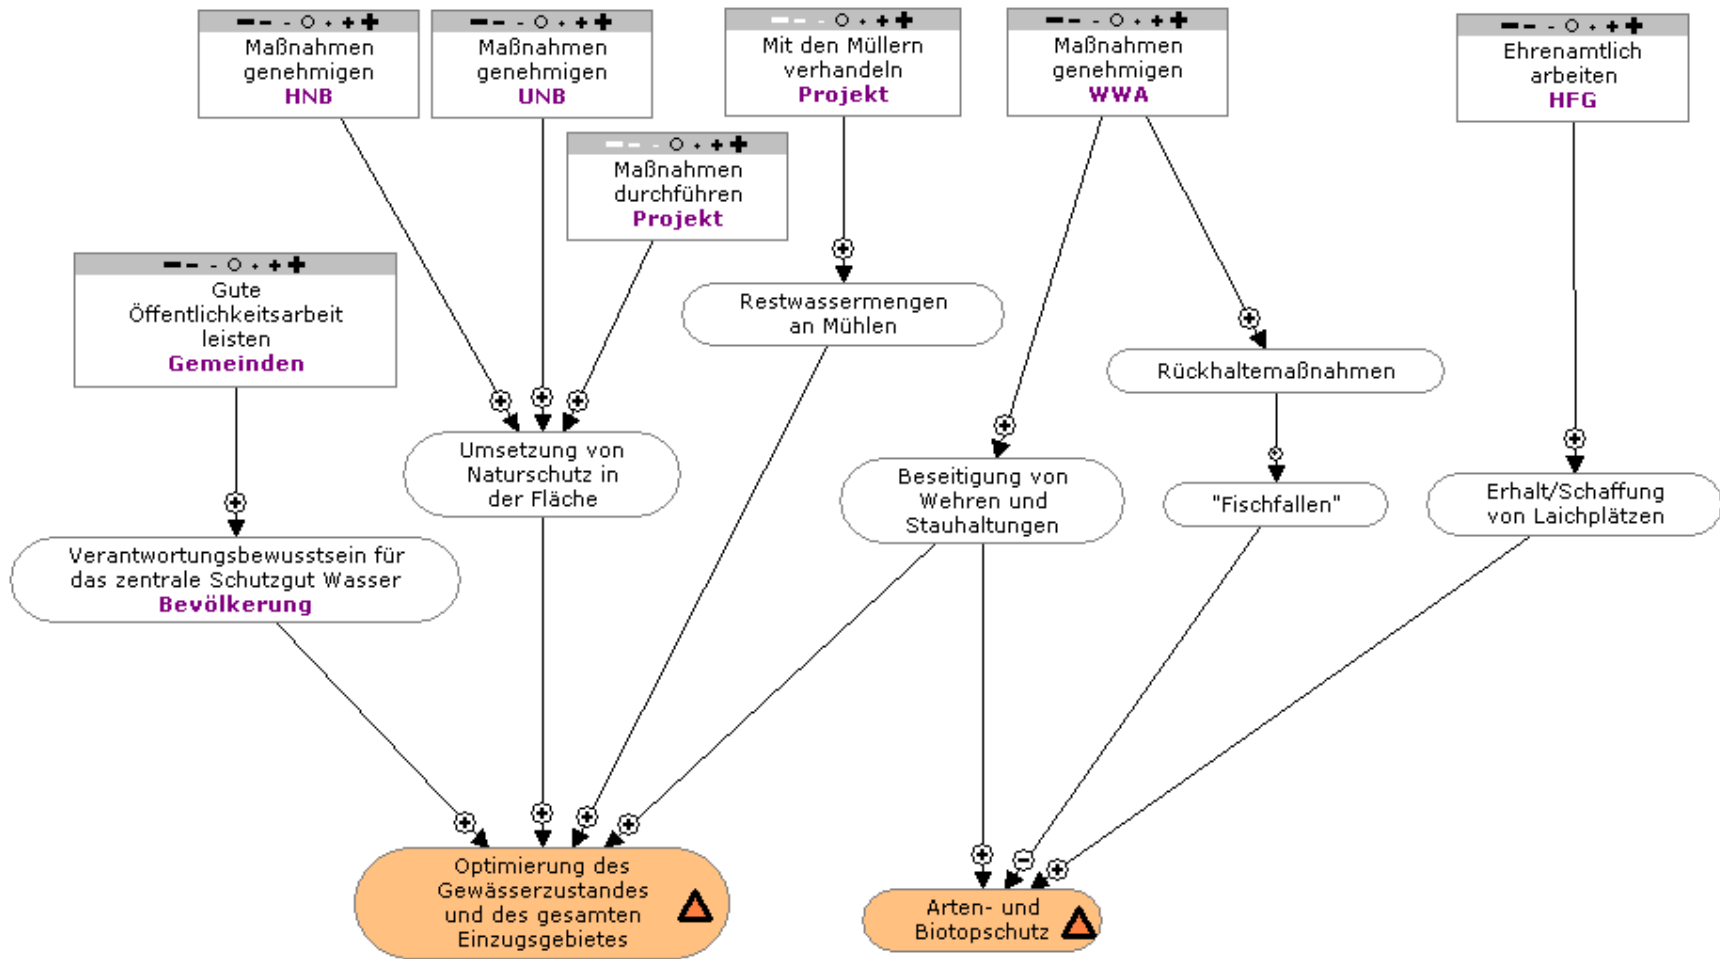 Maßnahmen
genehmigen
HNB
Maßnahmen
genehmigen
UNB
Mit den Müllern
verhandeln
Projekt
Maßnahmen
genehmigen
WWA
Ehrenamtlich
arbeiten
HFG
Maßnahmen
durchführen
Projekt
Gute
Öffentlichkeitsarbeit
leisten
Gemeinden
Restwassermengen
an Mühlen
Rückhaltemaßnahmen
Umsetzung von
Naturschutz in
der Fläche
Beseitigung von
Wehren und
Stauhaltungen
"Fischfallen"
Erhalt/Schaffung
von Laichplätzen
Verantwortungsbewusstsein für
das zentrale Schutzgut Wasser
Bevölkerung
Optimierung des
Gewässerzustandes
und des gesamten
Einzugsgebietes
Arten- und
Biotopschutz